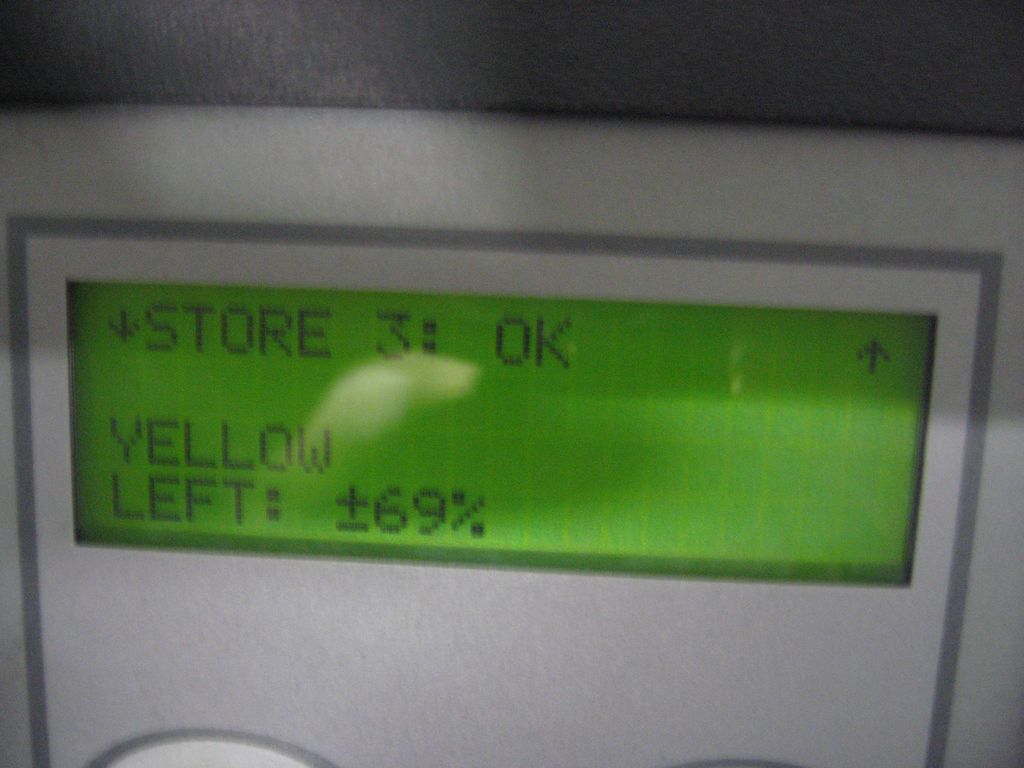 ↓STORE 3: OK ↑
YELLOW
LEFT: ±69%